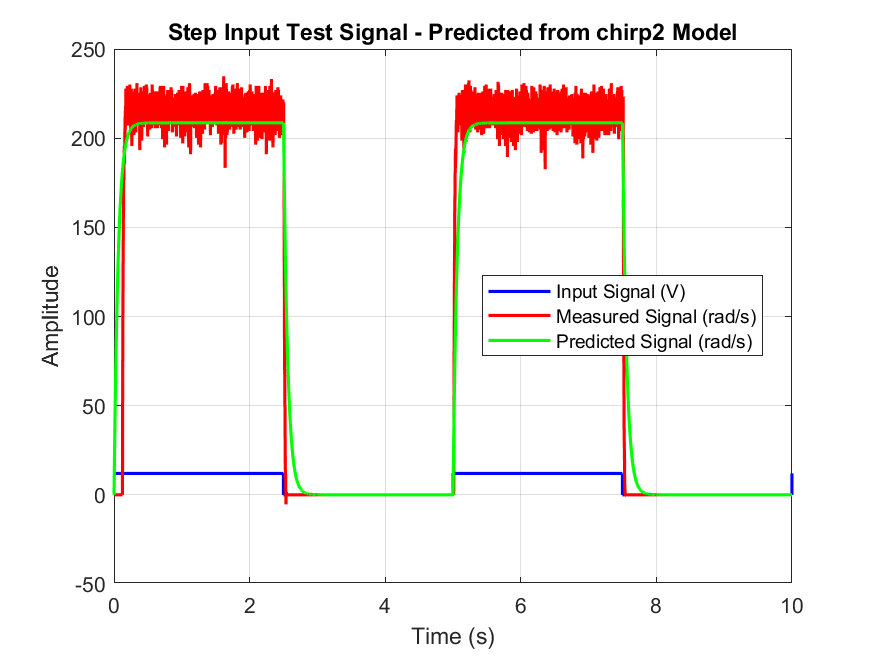 Step Input Test Signal - Predicted from chirp2 Model
250
200
150
100
50
0
-50
Amplitude
Input Signal (V)
Measured Signal (rad/s)
Predicted Signal (rad/s)
0 2 4 6 8 10
Time (s)